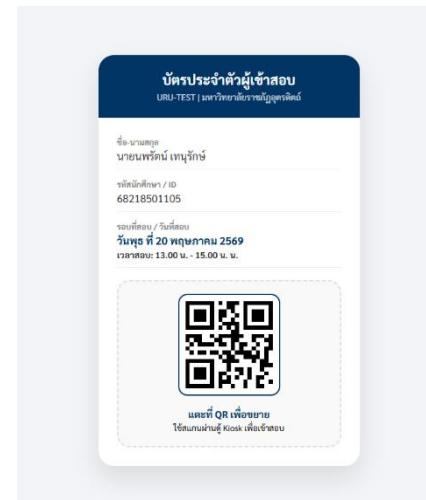 บัตรประจำตัวผู้เข้าสอบ
URU-TEST | มหาวิทยาลัยราชภัฏอุตรดิตถ์
ชื่อ-นามสกุล
นายนพรัตน์ เทนุรักษ์
รหัสนักศึกษา / ID
68218501105
รอบที่สอบ / วันที่สอบ
วันพุธ ที่ 20 พฤษภาคม 2569
เวลาสอบ: 13.00 น. - 15.00 น. น.
แตะที่ QR เพื่อขยาย
ใช้สแกนผ่านตู้ Kiosk เพื่อเข้าสอบ